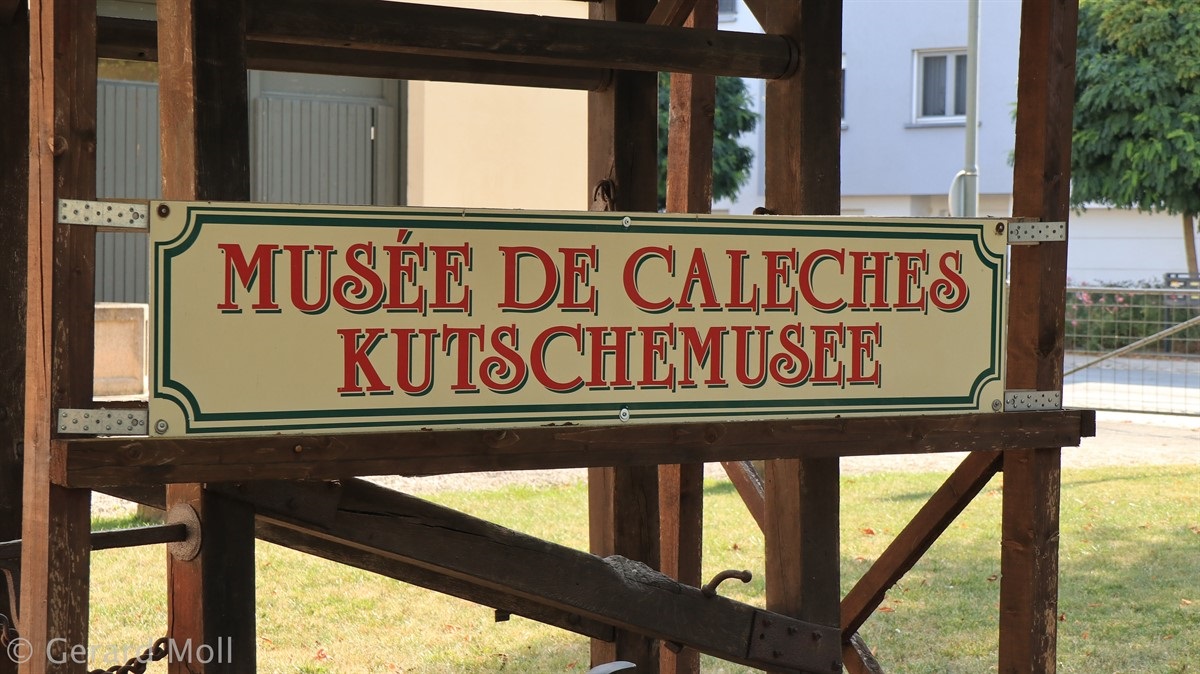 MUSÉE DE CALECHES
KUTSCHEMUSEE
© Gerard Moll